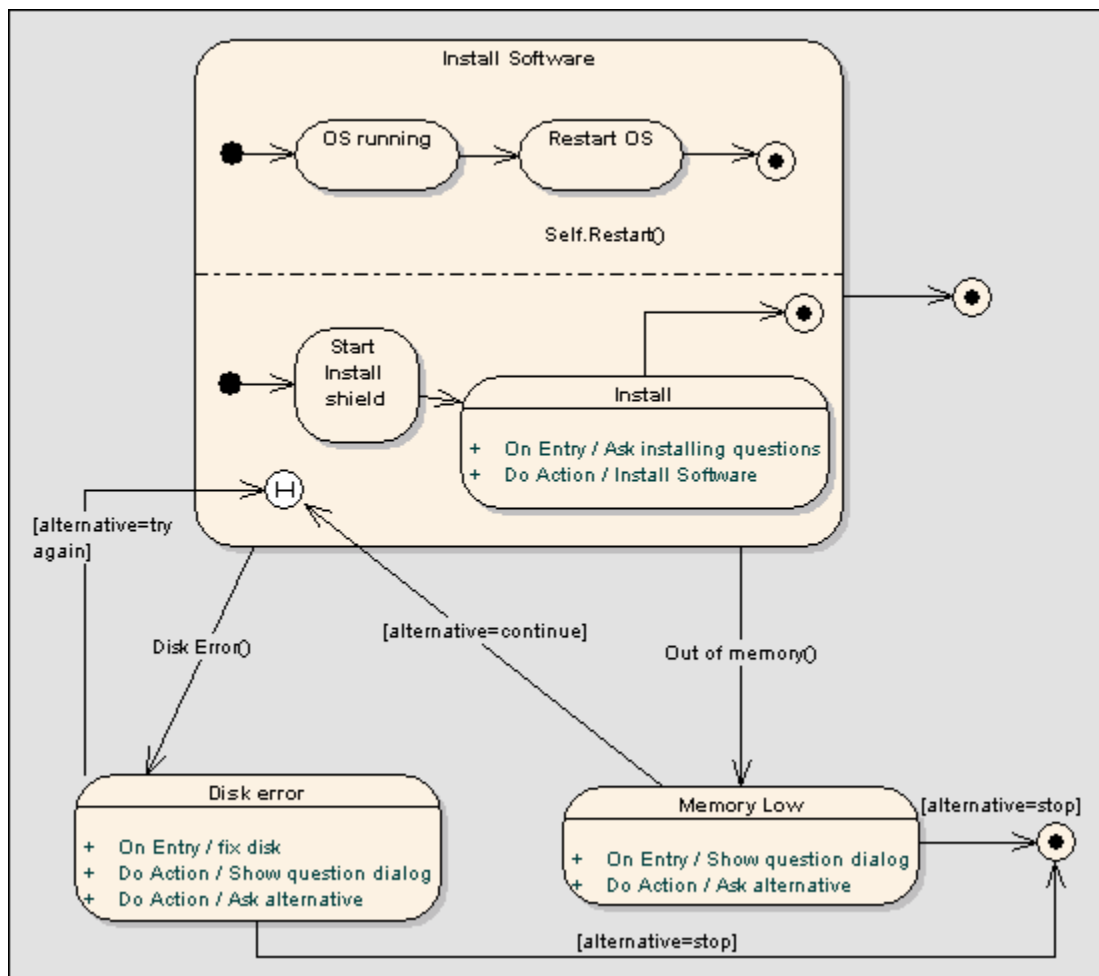 Install Software
OS running
Restart OS
Self.Restart()
Start
Install
shield
Install
+ On Entry / Ask installing questions
+ Do Action / Install Software
H
[alternative=try
again]
Disk Error()
[alternative=continue]
Out of memory()
Disk error
+ On Entry / fix disk
+ Do Action / Show question dialog
+ Do Action / Ask alternative
Memory Low
+ On Entry / Show question dialog
+ Do Action / Ask alternative
[alternative=stop]
[alternative=stop]